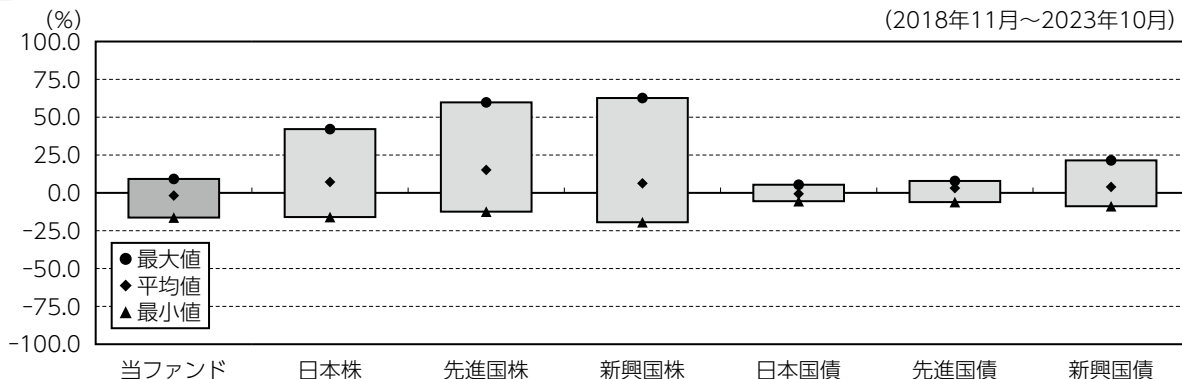 (%)
(2018年11月～2023年10月)
100.0
75.0
50.0
25.0
0.0
-25.0
-50.0
-75.0
-100.0
●最大値
◆平均値
▲最小値
当ファンド 日本株 先進国株 新興国株 日本国債 先進国債 新興国債